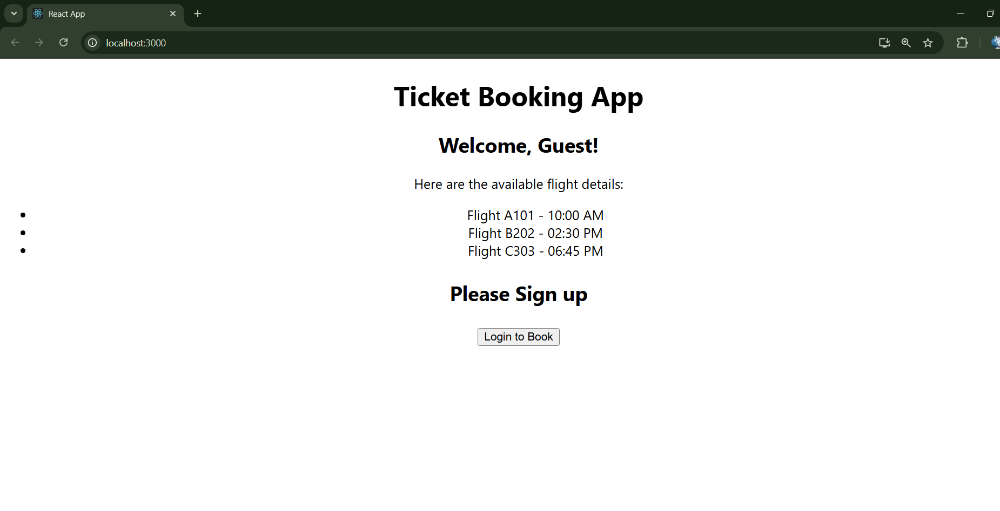 React App
localhost:3000
Ticket Booking App
Welcome, Guest!
Here are the available flight details:
Flight A101 - 10:00 AM
Flight B202 - 02:30 PM
Flight C303 - 06:45 PM
Please Sign up
Login to Book